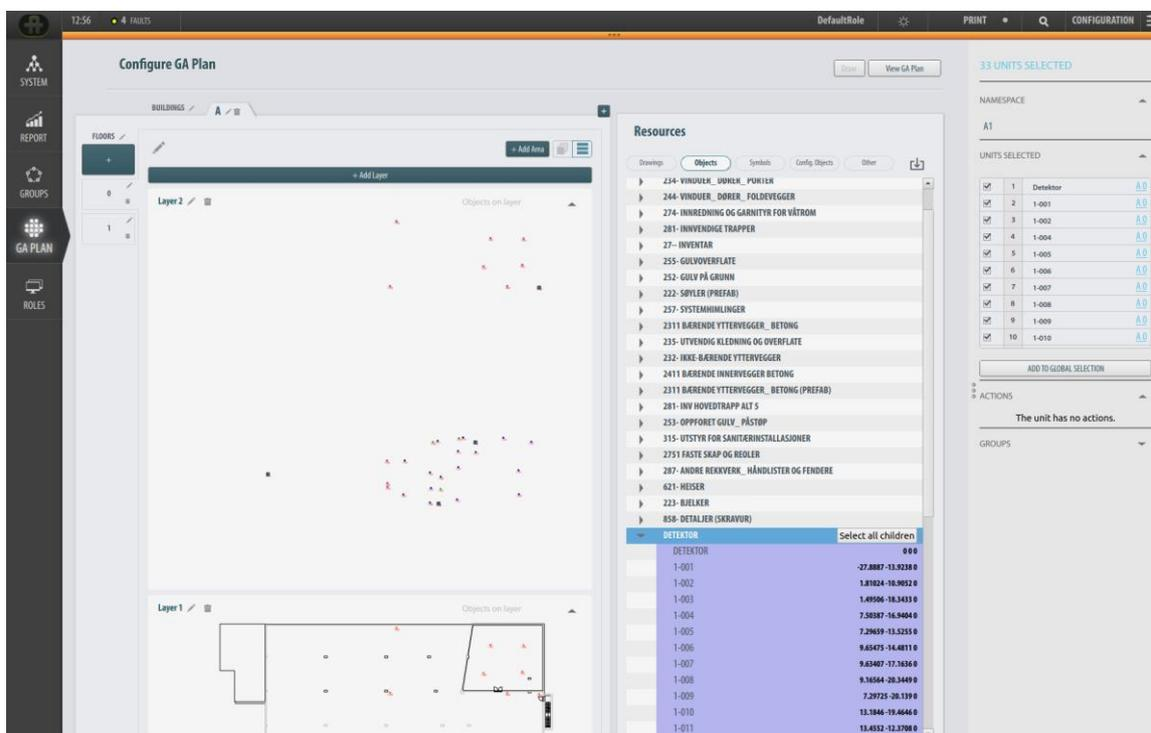 12:56 4 FAULTS DefaultRole PRINT CONFIGURATION
SYSTEM
REPORT
GROUPS
GA PLAN
ROLES
Configure GA Plan
Draw View GA Plan
BUILDINGS A
FLOORS
+
0
1
+ Add Area
+ Add Layer
Layer 2 Objects on layer
Layer 1 Objects on layer
+
Resources
Drawings Objects Symbols Config. Objects Other
234- VINDUER_ DØRER_ PORTER
244- VINDUER_ DØRER_ FOLDEVEGGER
274- INNREDNING OG GARNITYR FOR VÅTROM
281- INNVENDIGE TRAPPER
27-- INVENTAR
255- GULVOVERFLATE
252- GULV PÅ GRUNN
222- SØYLER (PREFAB)
257- SYSTEMHIMLINGER
2311 BÆRENDE YTTERVEGGER_ BETONG
235- UTVENDIG KLEDNING OG OVERFLATE
232- IKKE-BÆRENDE YTTERVEGGER
2411 BÆRENDE INNERVEGGER BETONG
2311 BÆRENDE YTTERVEGGER_ BETONG (PREFAB)
281- INV HOVEDTRAPP ALT 5
253- OPPFORET GULV_ PÅSTØP
315- UTSTYR FOR SANITÆRINSTALLASJONER
2751 FASTE SKAP OG REOLER
287- ANDRE REKKVERK_ HÅNDLISTER OG FENDERE
621- HEISER
223- BJELKER
858- DETALJER (SKRAVUR)
DETEKTOR Select all children
DETEKTOR 0 0 0
1-001 -27.8887 -13.9238 0
1-002 1.81024 -10.9052 0
1-003 1.49506 -18.3433 0
1-004 7.50387 -16.9404 0
1-005 7.29659 -13.5255 0
1-006 9.65475 -14.4811 0
1-007 9.63407 -17.1636 0
1-008 9.16564 -20.3449 0
1-009 7.29725 -20.139 0
1-010 13.1846 -19.4646 0
1-011 13.4552 -12.3708 0
33 UNITS SELECTED
NAMESPACE
A1
UNITS SELECTED
1 Detektor A 0
2 1-001 A 0
3 1-002 A 0
4 1-004 A 0
5 1-005 A 0
6 1-006 A 0
7 1-007 A 0
8 1-008 A 0
9 1-009 A 0
10 1-010 A 0
ADD TO GLOBAL SELECTION
ACTIONS
The unit has no actions.
GROUPS